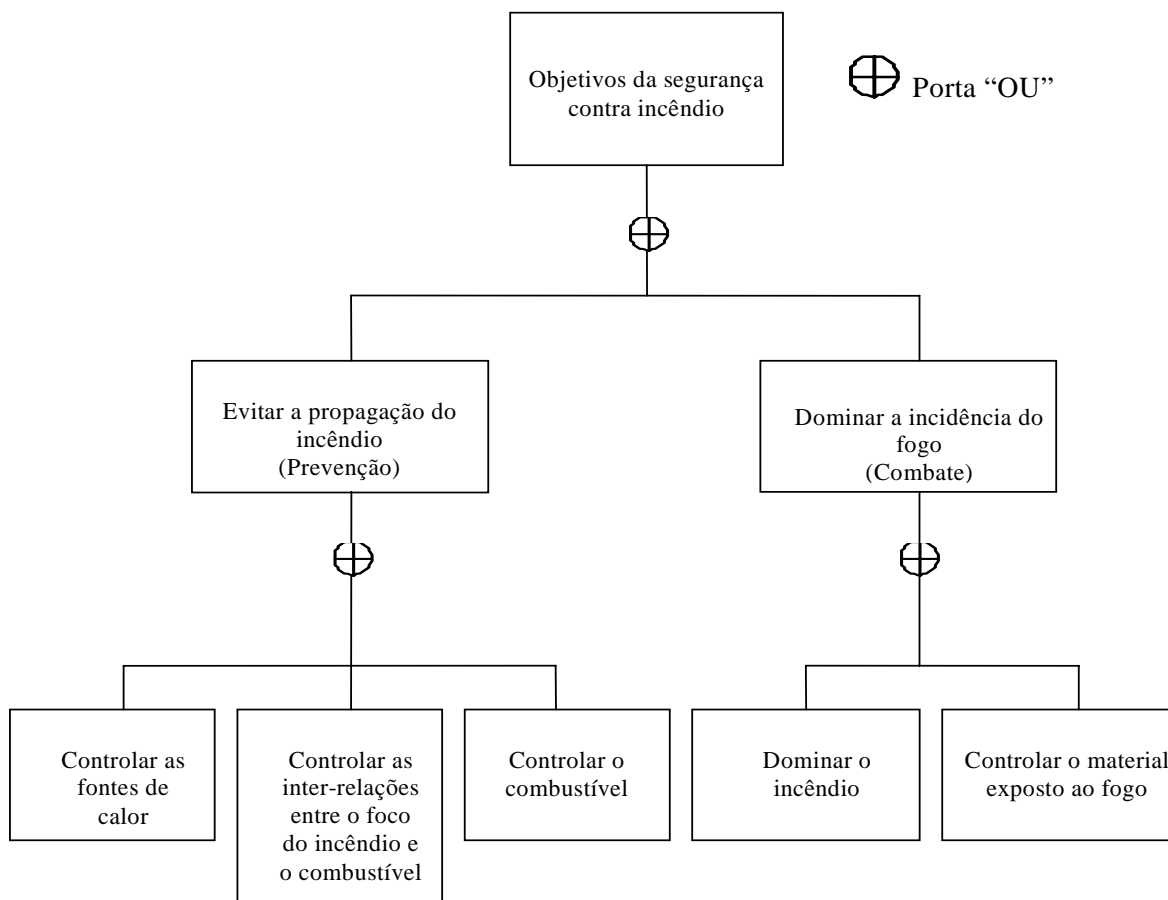 Objetivos da segurança
contra incêndio
Porta “OU”
Evitar a propagação do
incêndio
(Prevenção)
Dominar a incidência do
fogo
(Combate)
Controlar as
fontes de
calor
Controlar as
inter-relações
entre o foco
do incêndio e
o combustível
Controlar o
combustível
Dominar o
incêndio
Controlar o material
exposto ao fogo